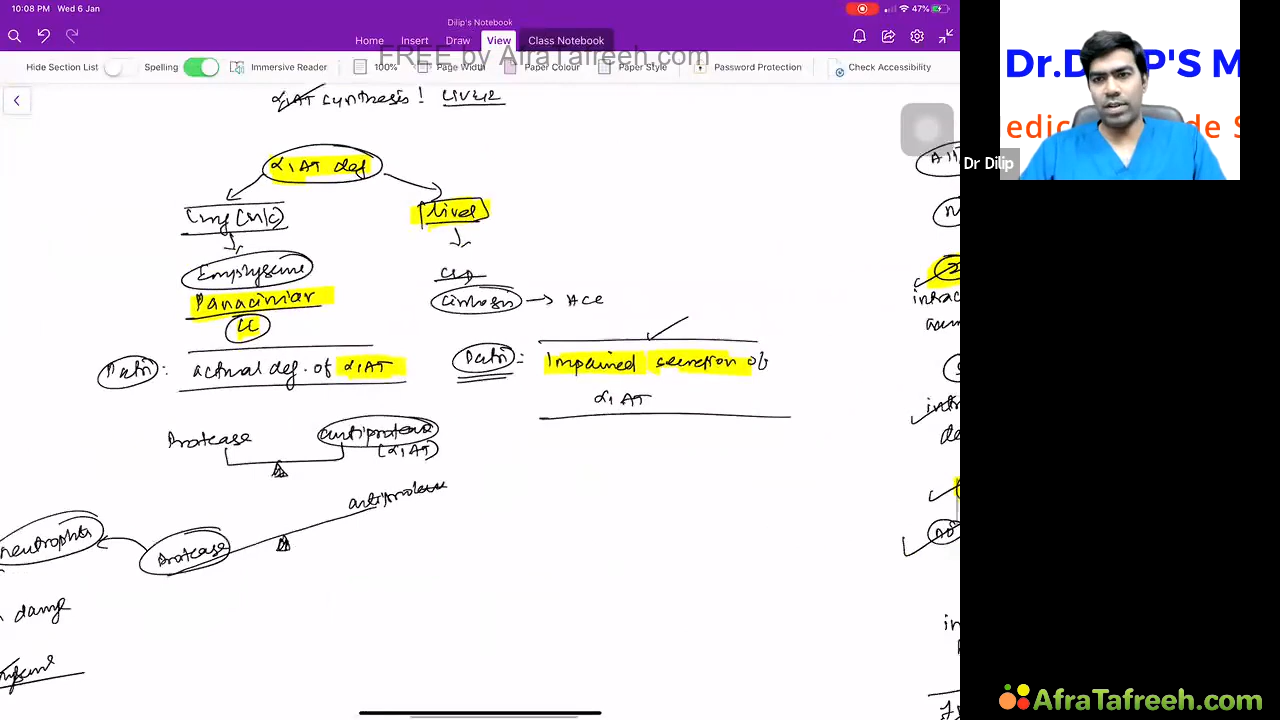 10:08 PM Wed 6 Jan
47%
Dilip's Notebook
Home Insert Draw View Class Notebook
FREE by AfraTafreeh.com
Hide Section List Spelling Immersive Reader 100% Page Width Paper Colour Paper Style Password Protection Check Accessibility
Dr.D IP'S M
edic de S
Dr Dilip
α1AT synthesis! LIVER
α1AT def
Lung (M/C) liver
Emphysema
Panacinar cirrhosis → HCC
LL
Patn: actual def. of α1AT
Patn: Impaired secretion of
α1AT
Protease antiprotease
(α1AT)
antiprotease
neutrophils Protease
AfraTafreeh.com